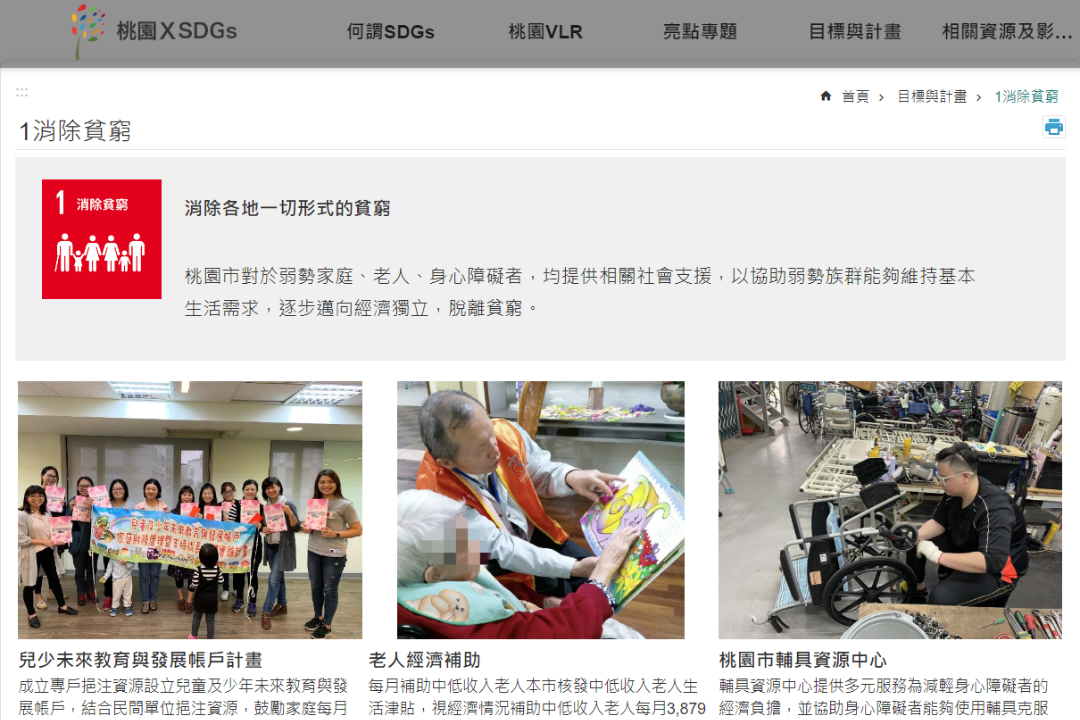 桃園XSDGs
何謂SDGs
桃園VLR
亮點專題
目標與計畫
相關資源及影...
首頁 › 目標與計畫 › 1消除貧窮
1消除貧窮
1 消除貧窮
消除各地一切形式的貧窮
桃園市對於弱勢家庭、老人、身心障礙者，均提供相關社會支援，以協助弱勢族群能夠維持基本
生活需求，逐步邁向經濟獨立，脫離貧窮。
兒童及少年未來教育與發展帳戶
兒少未來教育與發展帳戶計畫
成立專戶挹注資源設立兒童及少年未來教育與發
展帳戶，結合民間單位挹注資源，鼓勵家庭每月
老人經濟補助
每月補助中低收入老人本市核發中低收入老人生
活津貼，視經濟情況補助中低收入老人每月3,879
桃園市輔具資源中心
輔具資源中心提供多元服務為減輕身心障礙者的
經濟負擔，並協助身心障礙者能夠使用輔具克服